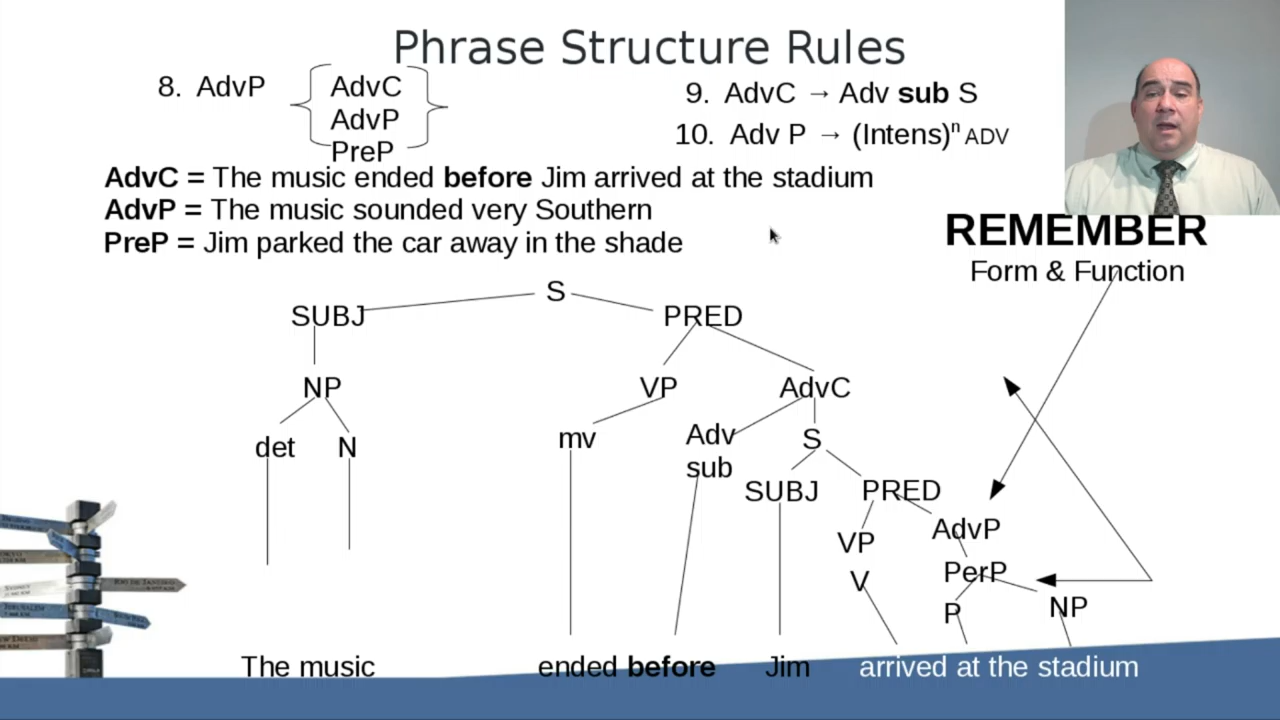 Phrase Structure Rules
8. AdvP
AdvC
AdvP
PreP
9. AdvC → Adv sub S
10. Adv P → (Intens)ⁿ ADV
AdvC = The music ended before Jim arrived at the stadium
AdvP = The music sounded very Southern
PreP = Jim parked the car away in the shade
REMEMBER
Form & Function
S
SUBJ PRED
NP VP AdvC
det N mv Adv sub S
SUBJ PRED
VP AdvP
V PerP
P NP
The music ended before Jim arrived at the stadium